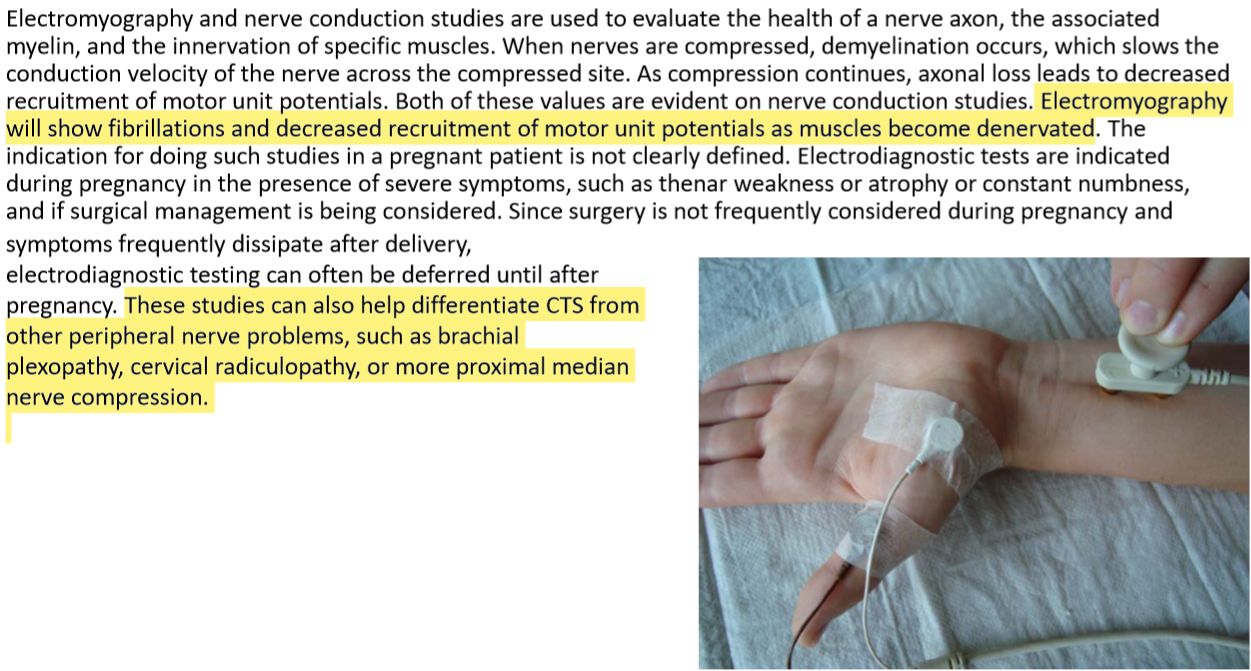 Electromyography and nerve conduction studies are used to evaluate the health of a nerve axon, the associated
myelin, and the innervation of specific muscles. When nerves are compressed, demyelination occurs, which slows the
conduction velocity of the nerve across the compressed site. As compression continues, axonal loss leads to decreased
recruitment of motor unit potentials. Both of these values are evident on nerve conduction studies. Electromyography
will show fibrillations and decreased recruitment of motor unit potentials as muscles become denervated. The
indication for doing such studies in a pregnant patient is not clearly defined. Electrodiagnostic tests are indicated
during pregnancy in the presence of severe symptoms, such as thenar weakness or atrophy or constant numbness,
and if surgical management is being considered. Since surgery is not frequently considered during pregnancy and
symptoms frequently dissipate after delivery,
electrodiagnostic testing can often be deferred until after
pregnancy. These studies can also help differentiate CTS from
other peripheral nerve problems, such as brachial
plexopathy, cervical radiculopathy, or more proximal median
nerve compression.